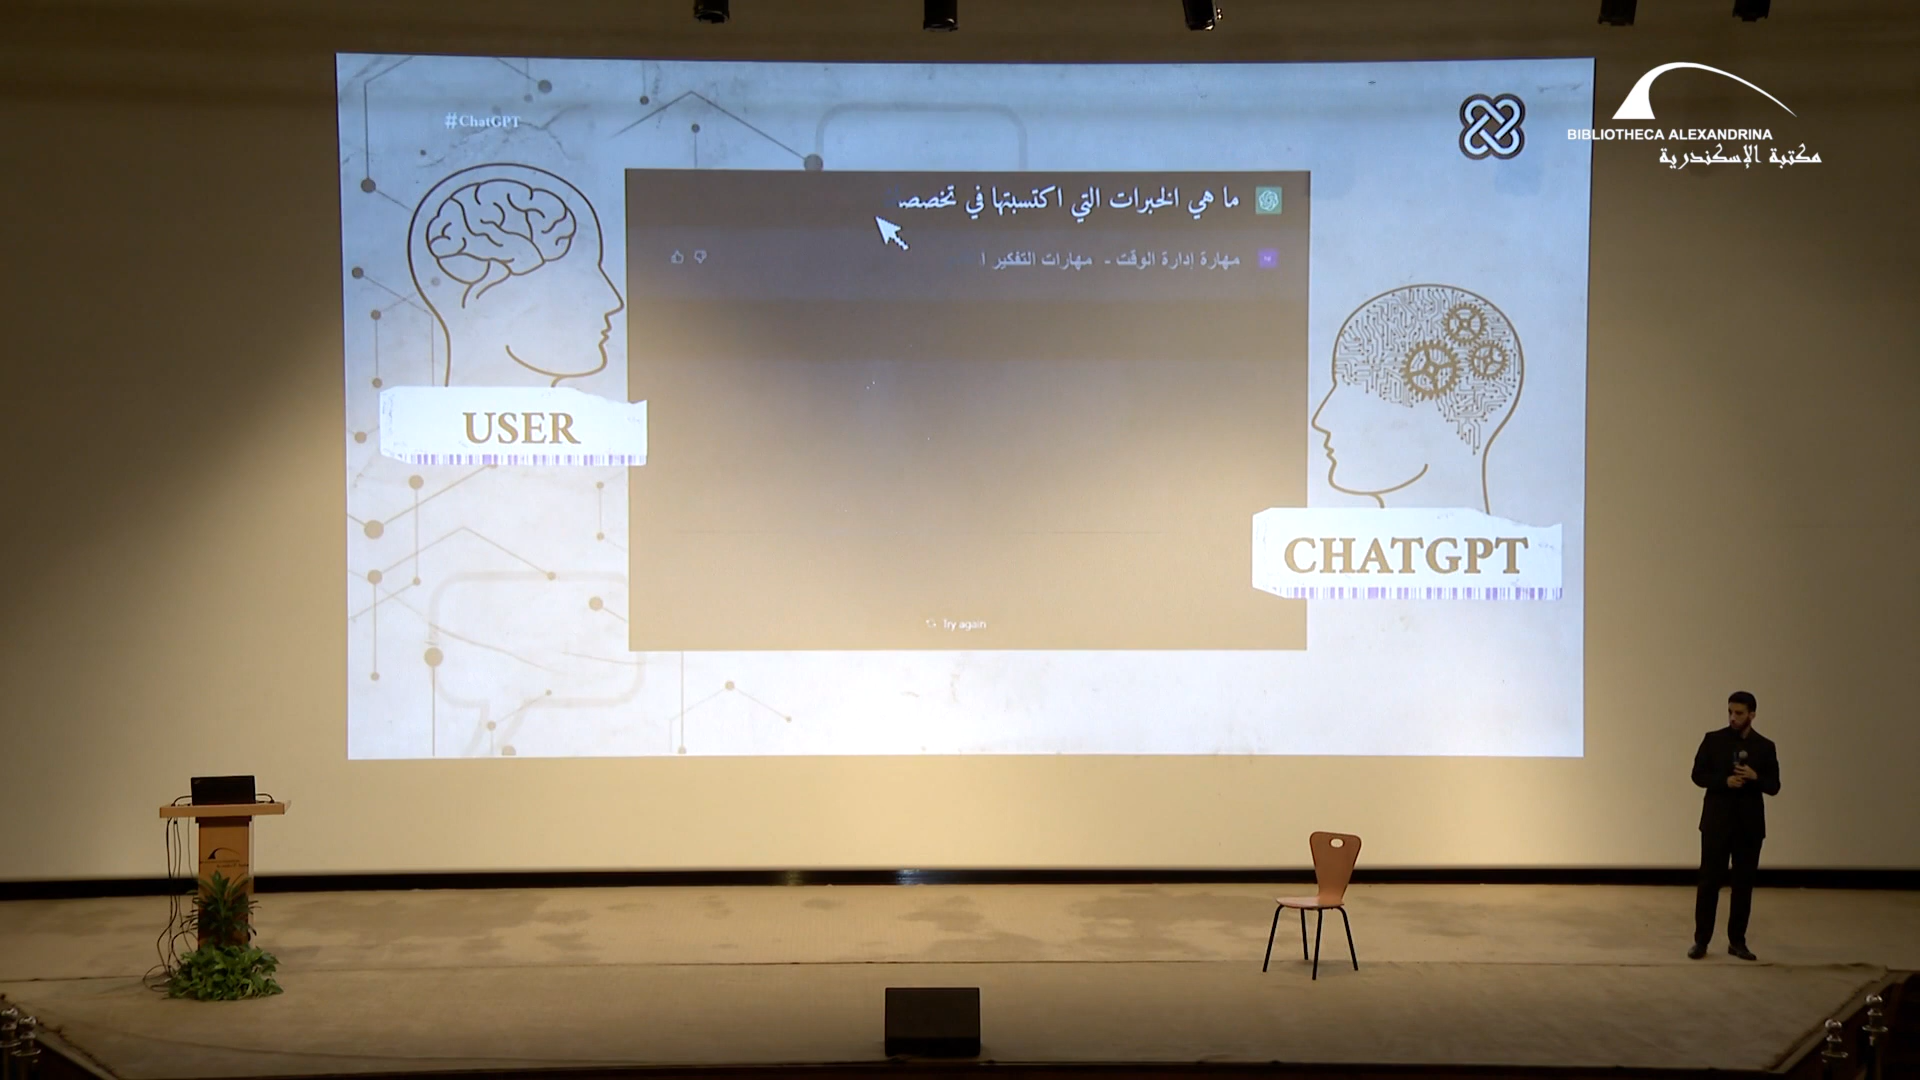 #ChatGPT
BIBLIOTHECA ALEXANDRINA
مكتبة الإسكندرية
ما هي الخبرات التي اكتسبتها في تخصصا
مهارة إدارة الوقت - مهارات التفكير ا
USER
CHATGPT
Try again